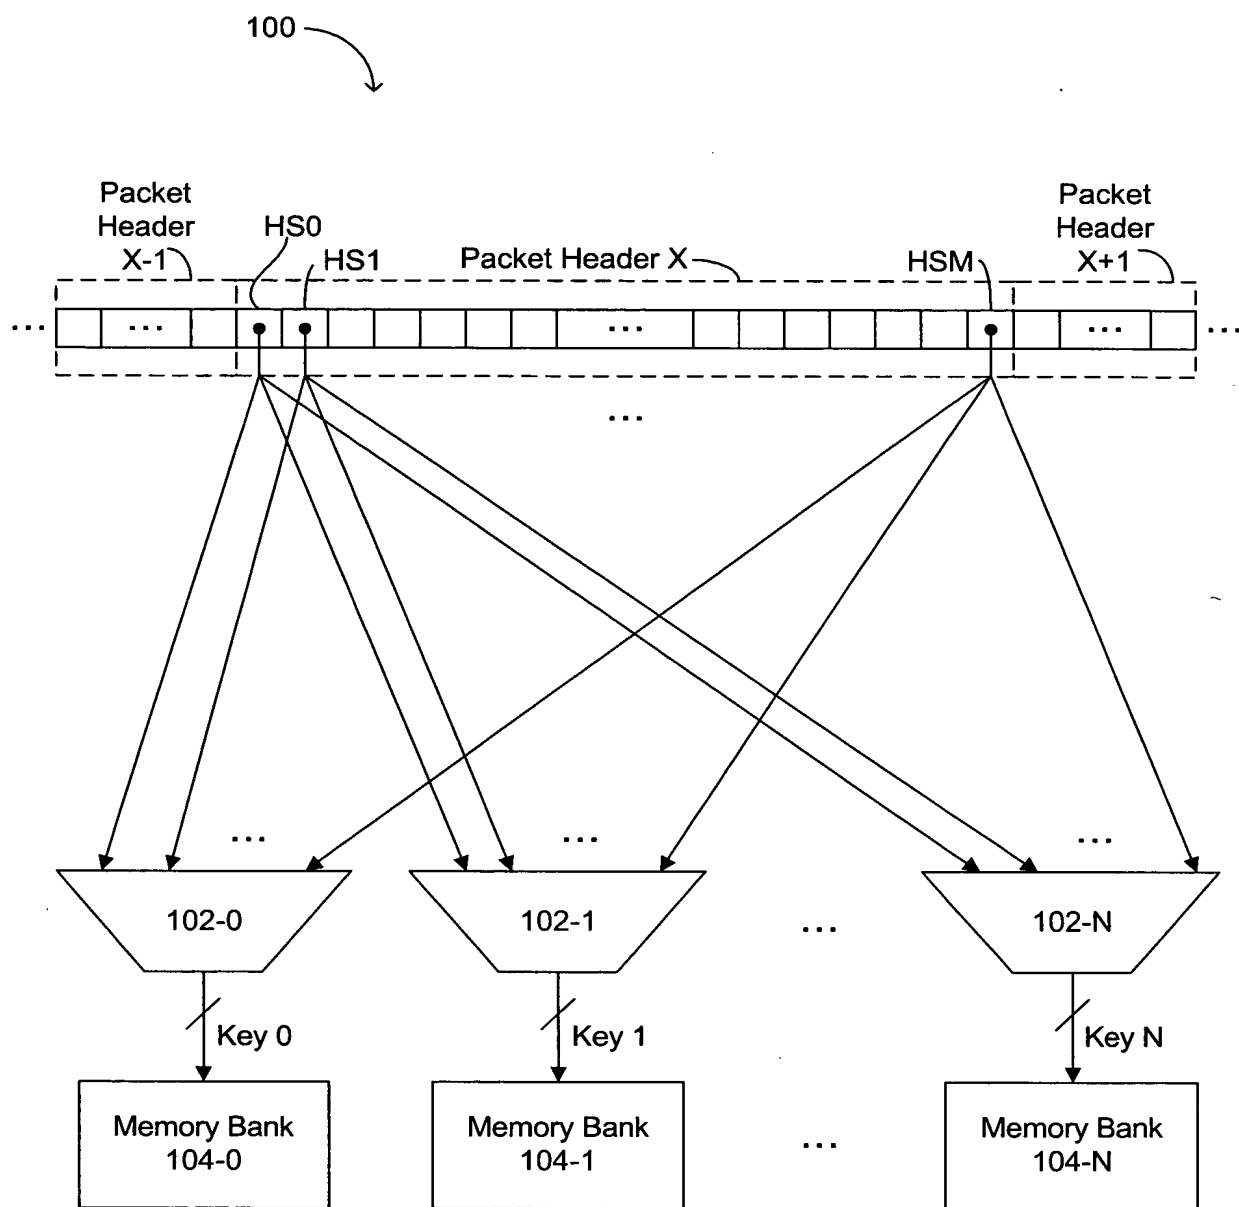 100
Packet
Header
X-1
HS0
HS1
Packet Header X
HSM
Packet
Header
X+1
...
...
...
...
...
...
...
...
...
102-0
102-1
...
102-N
Key 0
Key 1
Key N
Memory Bank
104-0
Memory Bank
104-1
...
Memory Bank
104-N